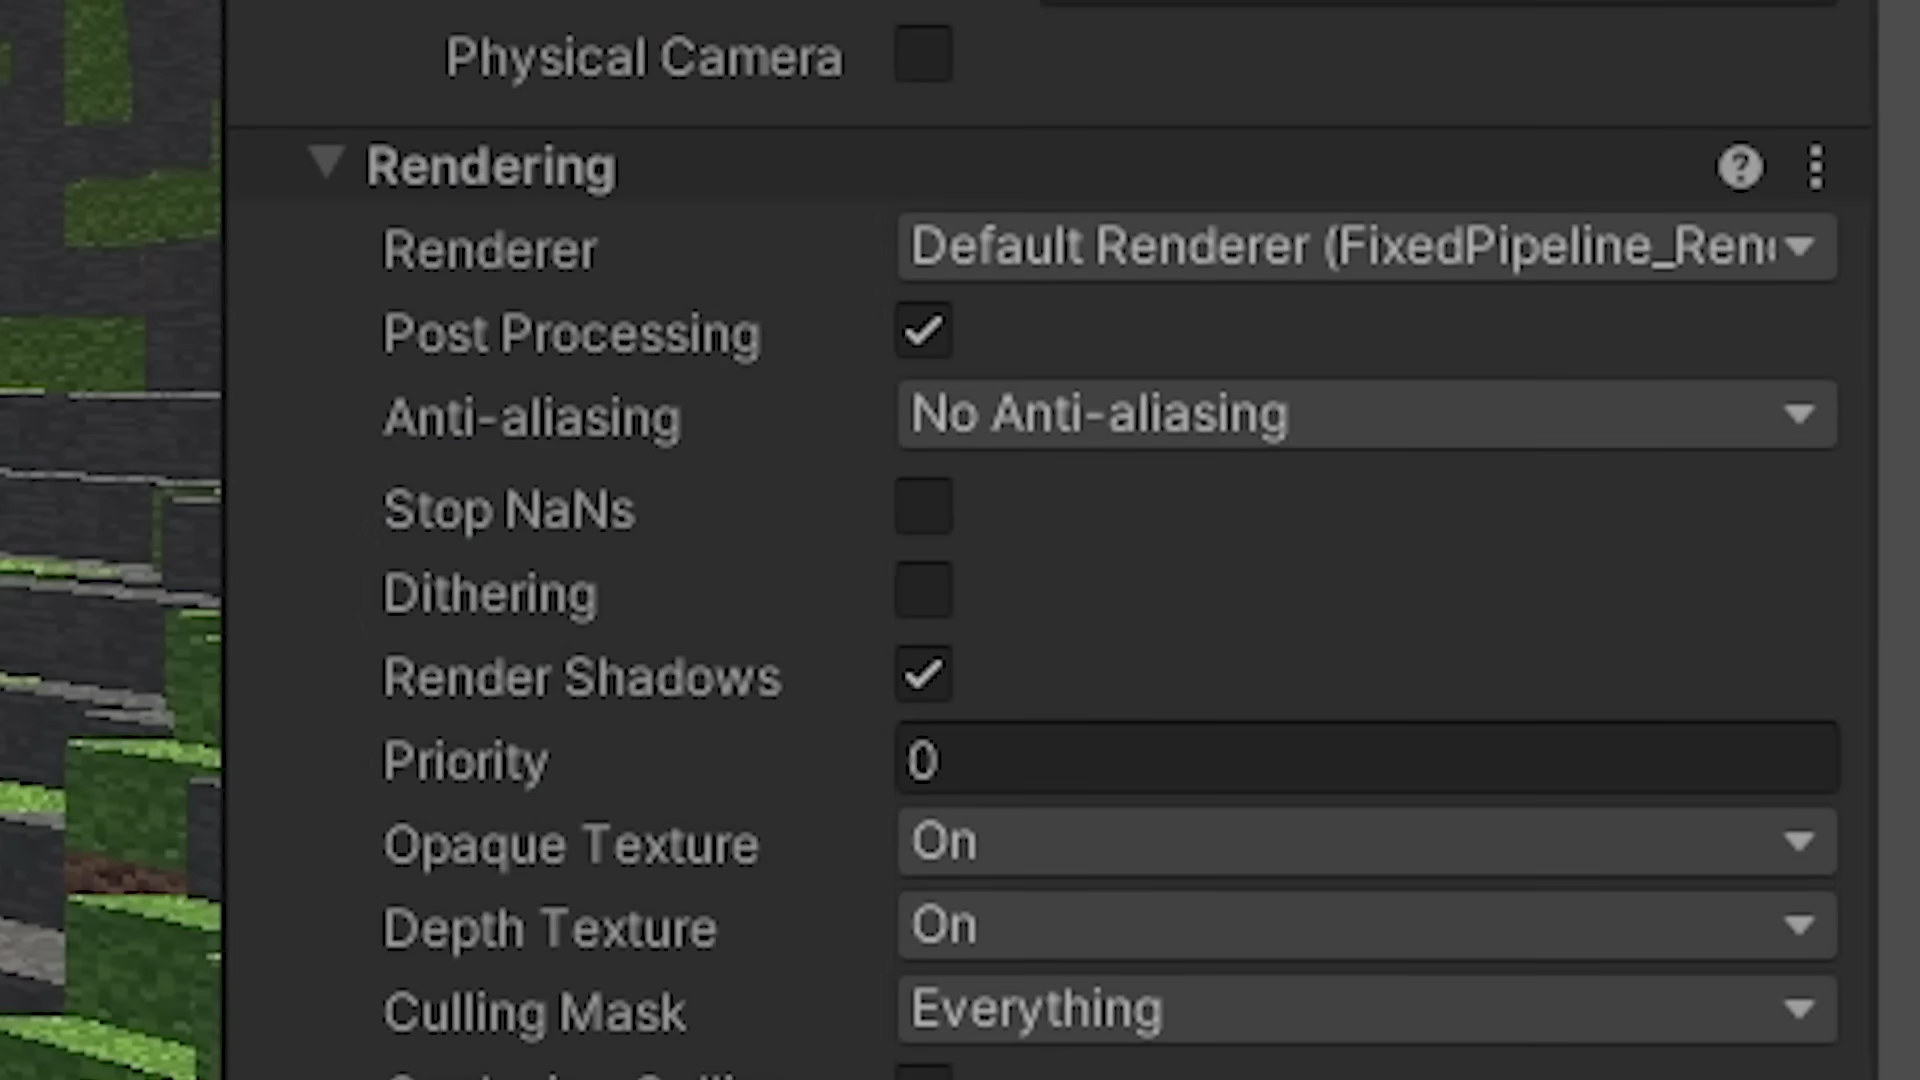 Physical Camera
Rendering
Renderer Default Renderer (FixedPipeline_Ren
Post Processing
Anti-aliasing No Anti-aliasing
Stop NaNs
Dithering
Render Shadows
Priority 0
Opaque Texture On
Depth Texture On
Culling Mask Everything